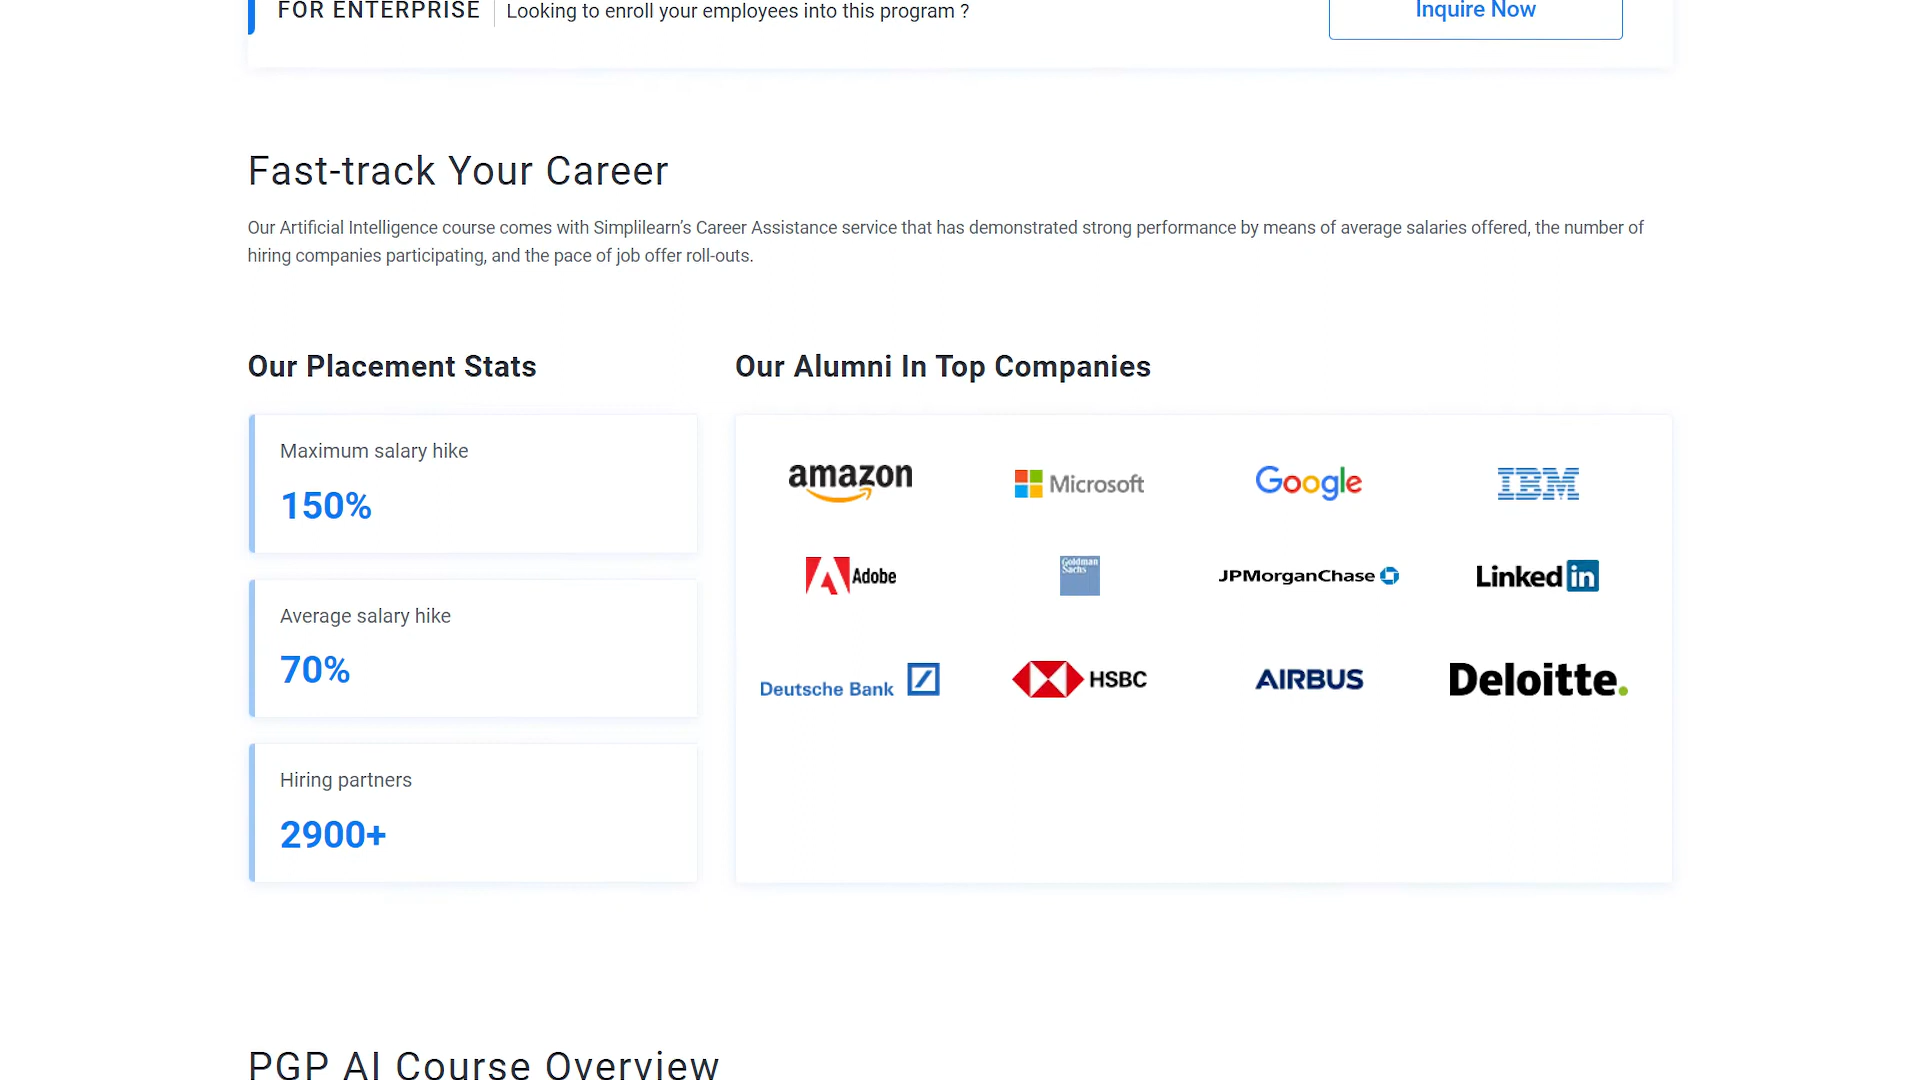 FOR ENTERPRISE
Looking to enroll your employees into this program ?
Inquire Now
Fast-track Your Career
Our Artificial Intelligence course comes with Simplilearn’s Career Assistance service that has demonstrated strong performance by means of average salaries offered, the number of
hiring companies participating, and the pace of job offer roll-outs.
Our Placement Stats
Maximum salary hike
150%
Average salary hike
70%
Hiring partners
2900+
Our Alumni In Top Companies
amazon
Microsoft
Google
IBM
Adobe
Goldman
Sachs
JPMorganChase
Linked in
Deutsche Bank
HSBC
AIRBUS
Deloitte.
PGP AI Course Overview